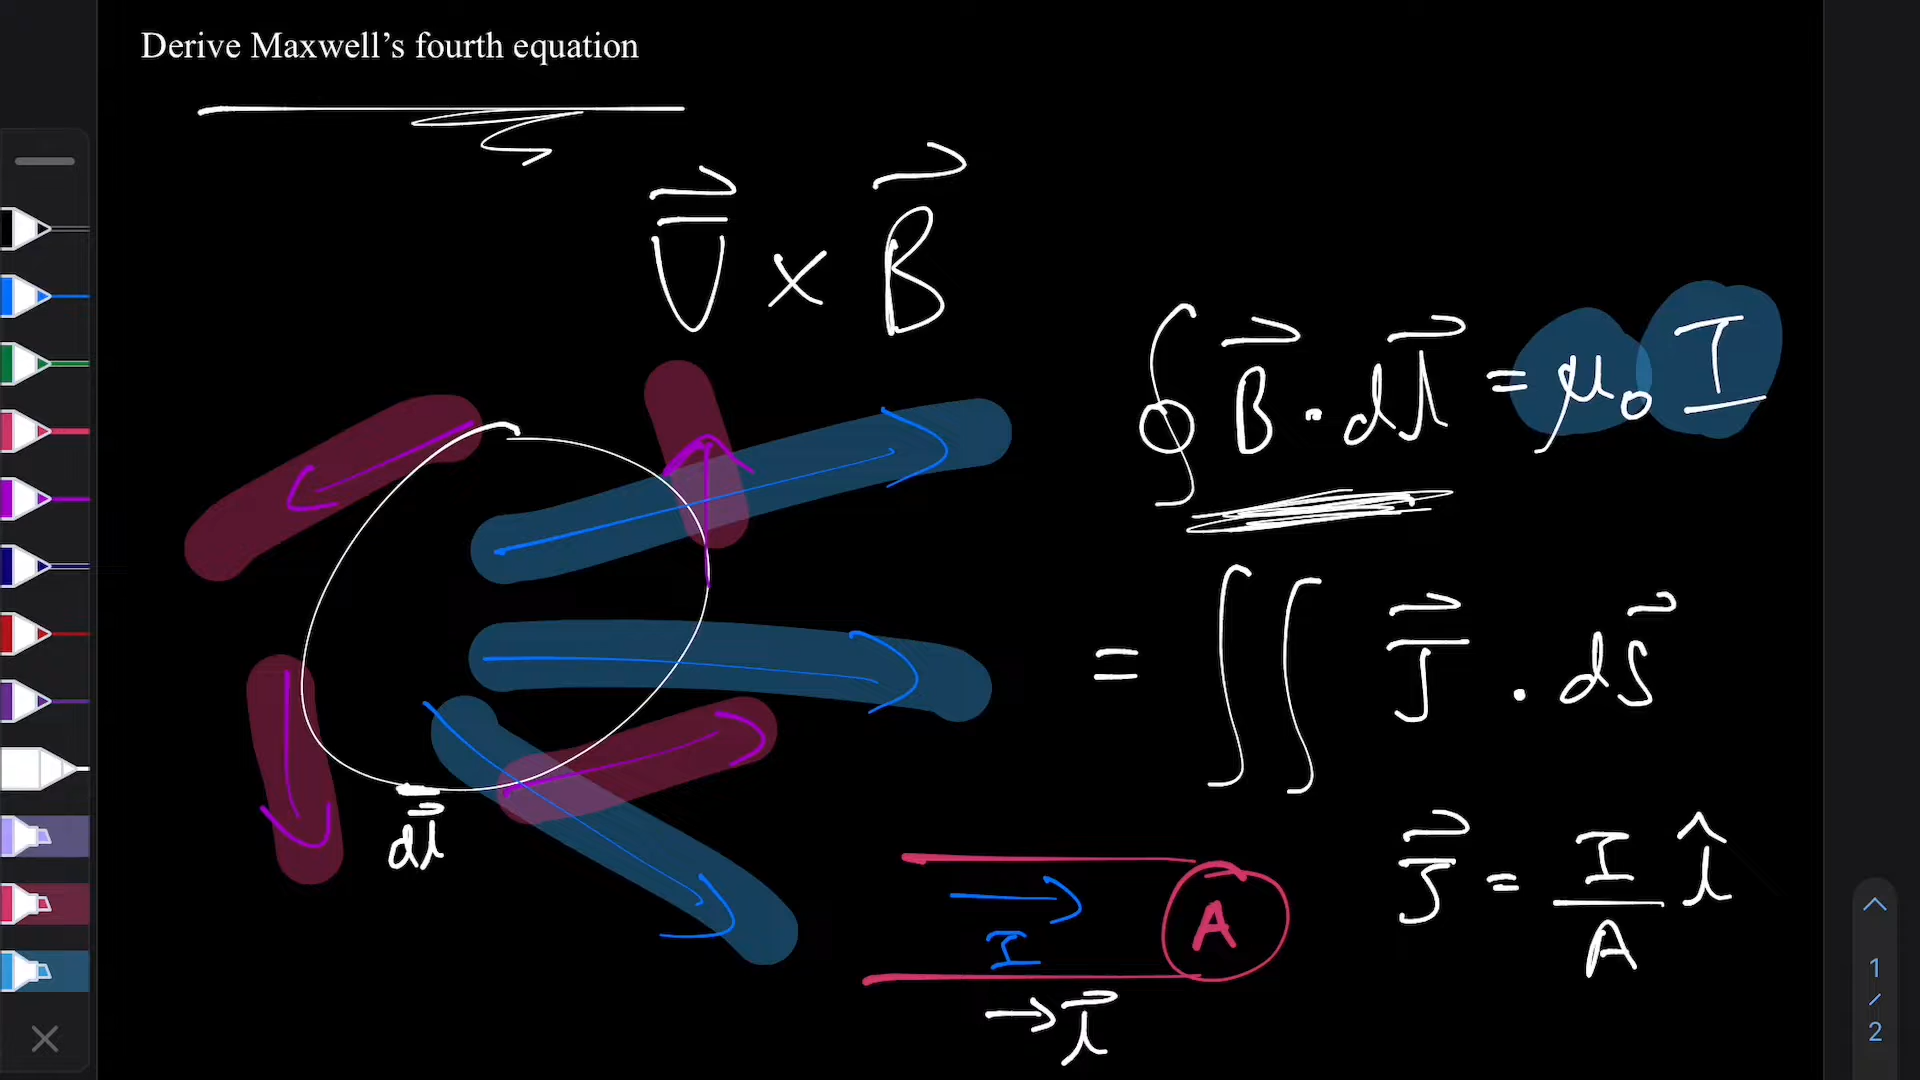 Derive Maxwell’s fourth equation
∇⃗ × B⃗
∮ B⃗ · dl⃗ = μ₀ I
= ∫∫ J⃗ · dS⃗
dl⃗
J⃗ = I/A l̂
I
A
→ l⃗
1
/
2